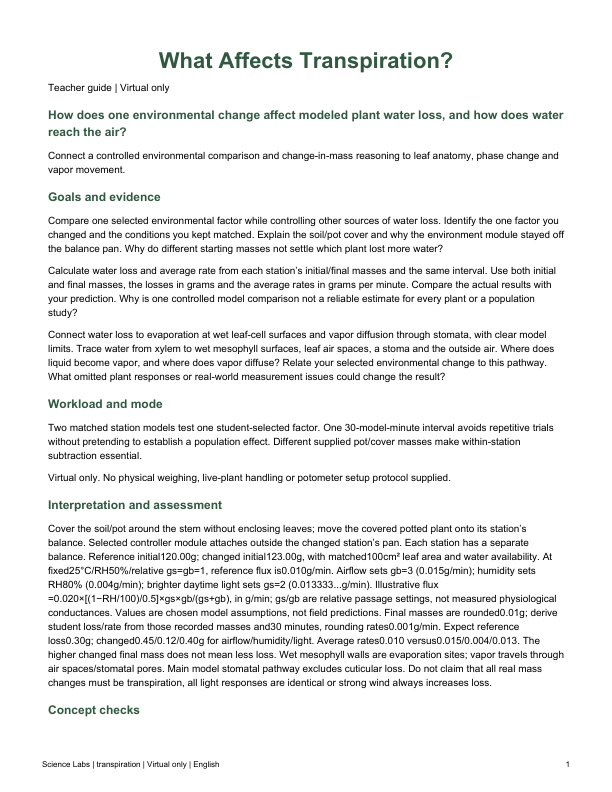 What Affects Transpiration?
Teacher guide | Virtual only
How does one environmental change affect modeled plant water loss, and how does water
reach the air?
Connect a controlled environmental comparison and change-in-mass reasoning to leaf anatomy, phase change and
vapor movement.
Goals and evidence
Compare one selected environmental factor while controlling other sources of water loss. Identify the one factor you
changed and the conditions you kept matched. Explain the soil/pot cover and why the environment module stayed off
the balance pan. Why do different starting masses not settle which plant lost more water?
Calculate water loss and average rate from each station’s initial/final masses and the same interval. Use both initial
and final masses, the losses in grams and the average rates in grams per minute. Compare the actual results with
your prediction. Why is one controlled model comparison not a reliable estimate for every plant or a population
study?
Connect water loss to evaporation at wet leaf-cell surfaces and vapor diffusion through stomata, with clear model
limits. Trace water from xylem to wet mesophyll surfaces, leaf air spaces, a stoma and the outside air. Where does
liquid become vapor, and where does vapor diffuse? Relate your selected environmental change to this pathway.
What omitted plant responses or real-world measurement issues could change the result?
Workload and mode
Two matched station models test one student-selected factor. One 30-model-minute interval avoids repetitive trials
without pretending to establish a population effect. Different supplied pot/cover masses make within-station
subtraction essential.
Virtual only. No physical weighing, live-plant handling or potometer setup protocol supplied.
Interpretation and assessment
Cover the soil/pot around the stem without enclosing leaves; move the covered potted plant onto its station’s
balance. Selected controller module attaches outside the changed station’s pan. Each station has a separate
balance. Reference initial120.00g; changed initial123.00g, with matched100cm² leaf area and water availability. At
fixed25°C/RH50%/relative gs=gb=1, reference flux is0.010g/min. Airflow sets gb=3 (0.015g/min); humidity sets
RH80% (0.004g/min); brighter daytime light sets gs=2 (0.013333...g/min). Illustrative flux
=0.020×[(1−RH/100)/0.5]×gs×gb/(gs+gb), in g/min; gs/gb are relative passage settings, not measured physiological
conductances. Values are chosen model assumptions, not field predictions. Final masses are rounded0.01g; derive
student loss/rate from those recorded masses and30 minutes, rounding rates0.001g/min. Expect reference
loss0.30g; changed0.45/0.12/0.40g for airflow/humidity/light. Average rates0.010 versus0.015/0.004/0.013. The
higher changed final mass does not mean less loss. Wet mesophyll walls are evaporation sites; vapor travels through
air spaces/stomatal pores. Main model stomatal pathway excludes cuticular loss. Do not claim that all real mass
changes must be transpiration, all light responses are identical or strong wind always increases loss.
Concept checks
Science Labs | transpiration | Virtual only | English
1